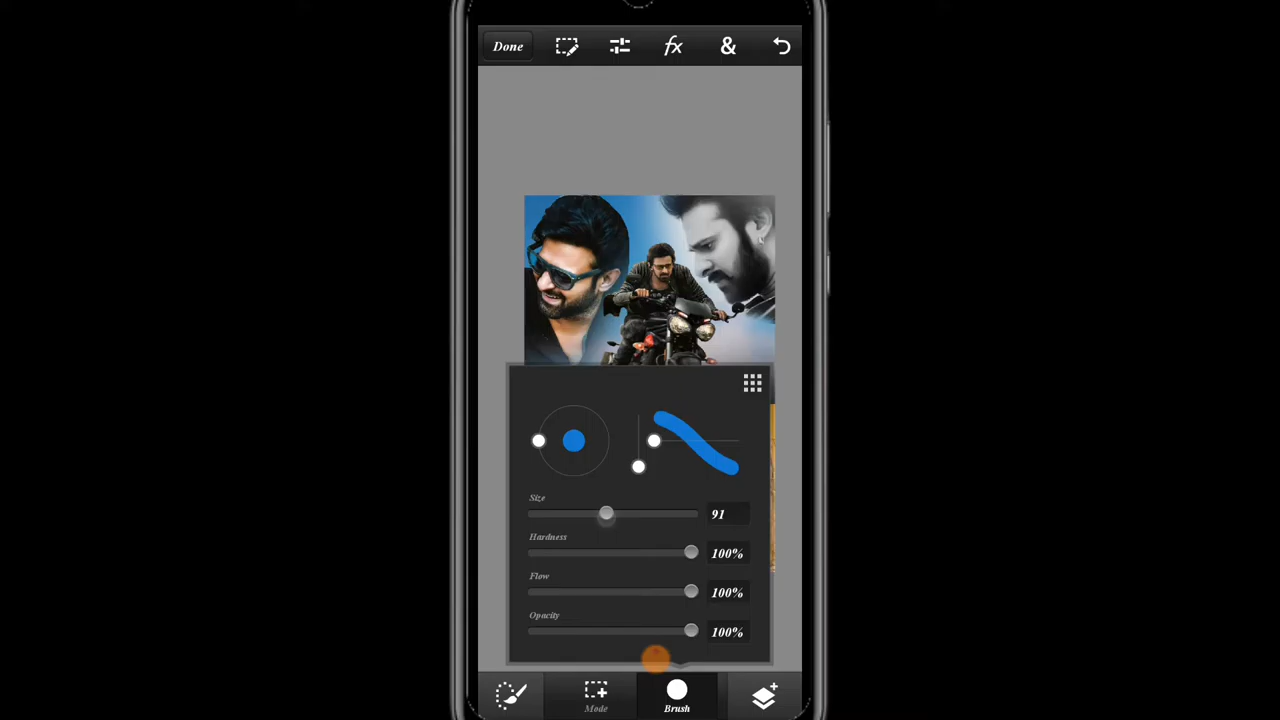 Done fx &
Size
91
Hardness
100%
Flow
100%
Opacity
100%
Mode Brush